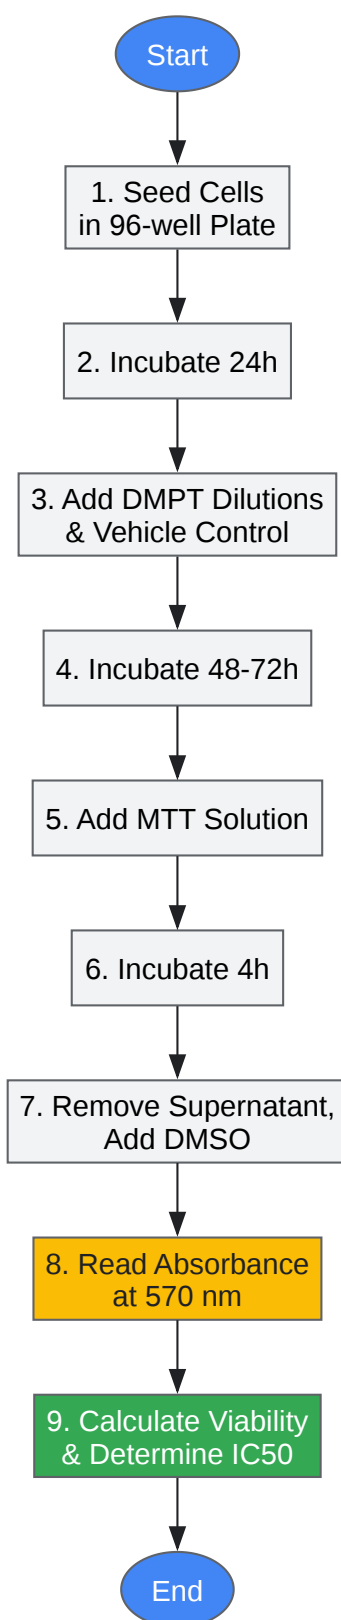 Start
1. Seed Cells
in 96-well Plate
2. Incubate 24h
3. Add DMPT Dilutions
& Vehicle Control
4. Incubate 48-72h
5. Add MTT Solution
6. Incubate 4h
7. Remove Supernatant,
Add DMSO
8. Read Absorbance
at 570 nm
9. Calculate Viability
& Determine IC50
End